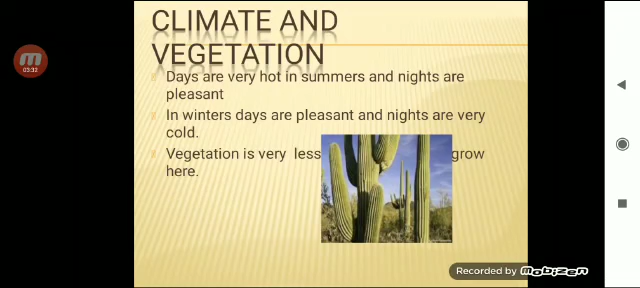 CLIMATE AND
VEGETATION
Days are very hot in summers and nights are
pleasant
In winters days are pleasant and nights are very
cold.
Vegetation is very less grow
here.
03:32
Recorded by mobizen